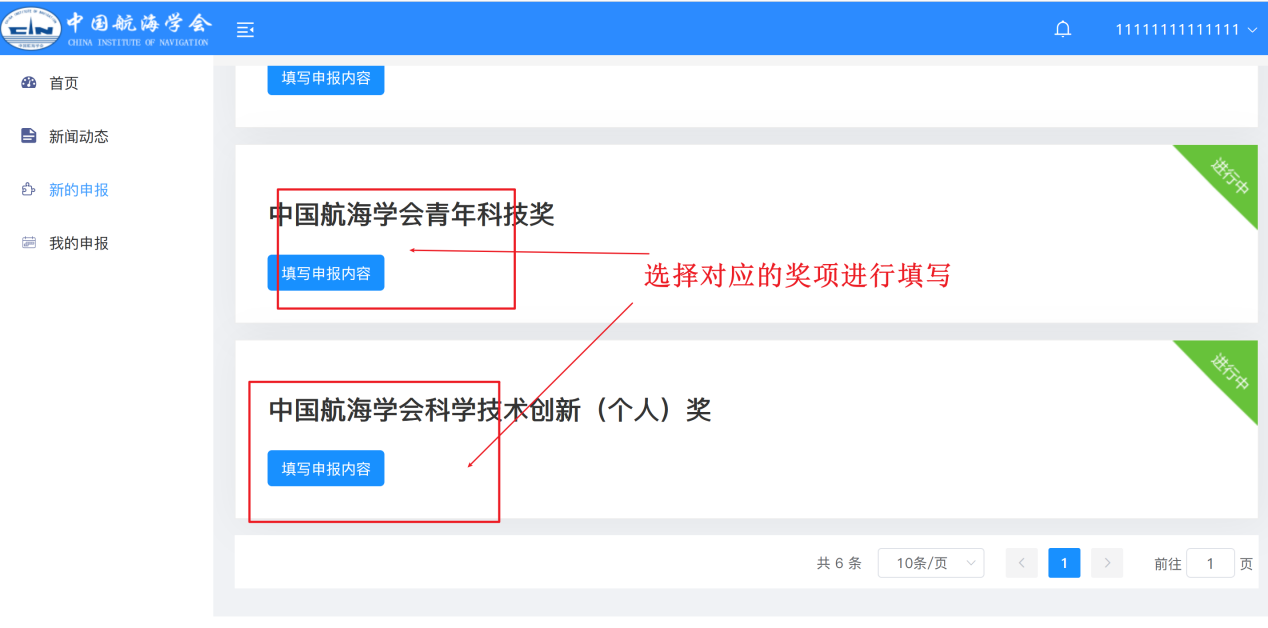 中国航海学会
CHINA INSTITUTE OF NAVIGATION
11111111111111
首页
新闻动态
新的申报
我的申报
填写申报内容
进行中
中国航海学会青年科技奖
填写申报内容
选择对应的奖项进行填写
进行中
中国航海学会科学技术创新（个人）奖
填写申报内容
共 6 条 10条/页 1 前往 1 页